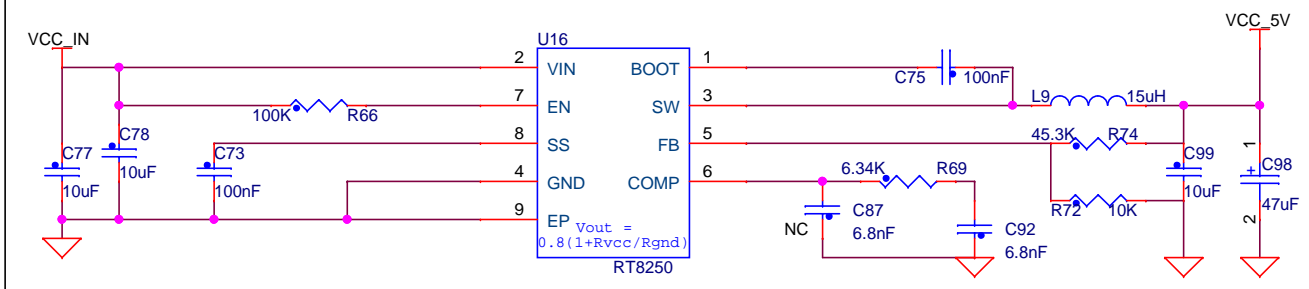 VCC_IN
VCC_5V
U16
2 VIN BOOT 1
C75 100nF
7 EN SW 3
L9 15uH
100K R66
8 SS FB 5
45.3K R74
C78
10uF
C77
10uF
C73
100nF
4 GND COMP 6
6.34K R69
C99
10uF
1
C98
47uF
2
R72 10K
9 EP
Vout =
0.8(1+Rvcc/Rgnd)
C87
NC
6.8nF
C92
6.8nF
RT8250
+